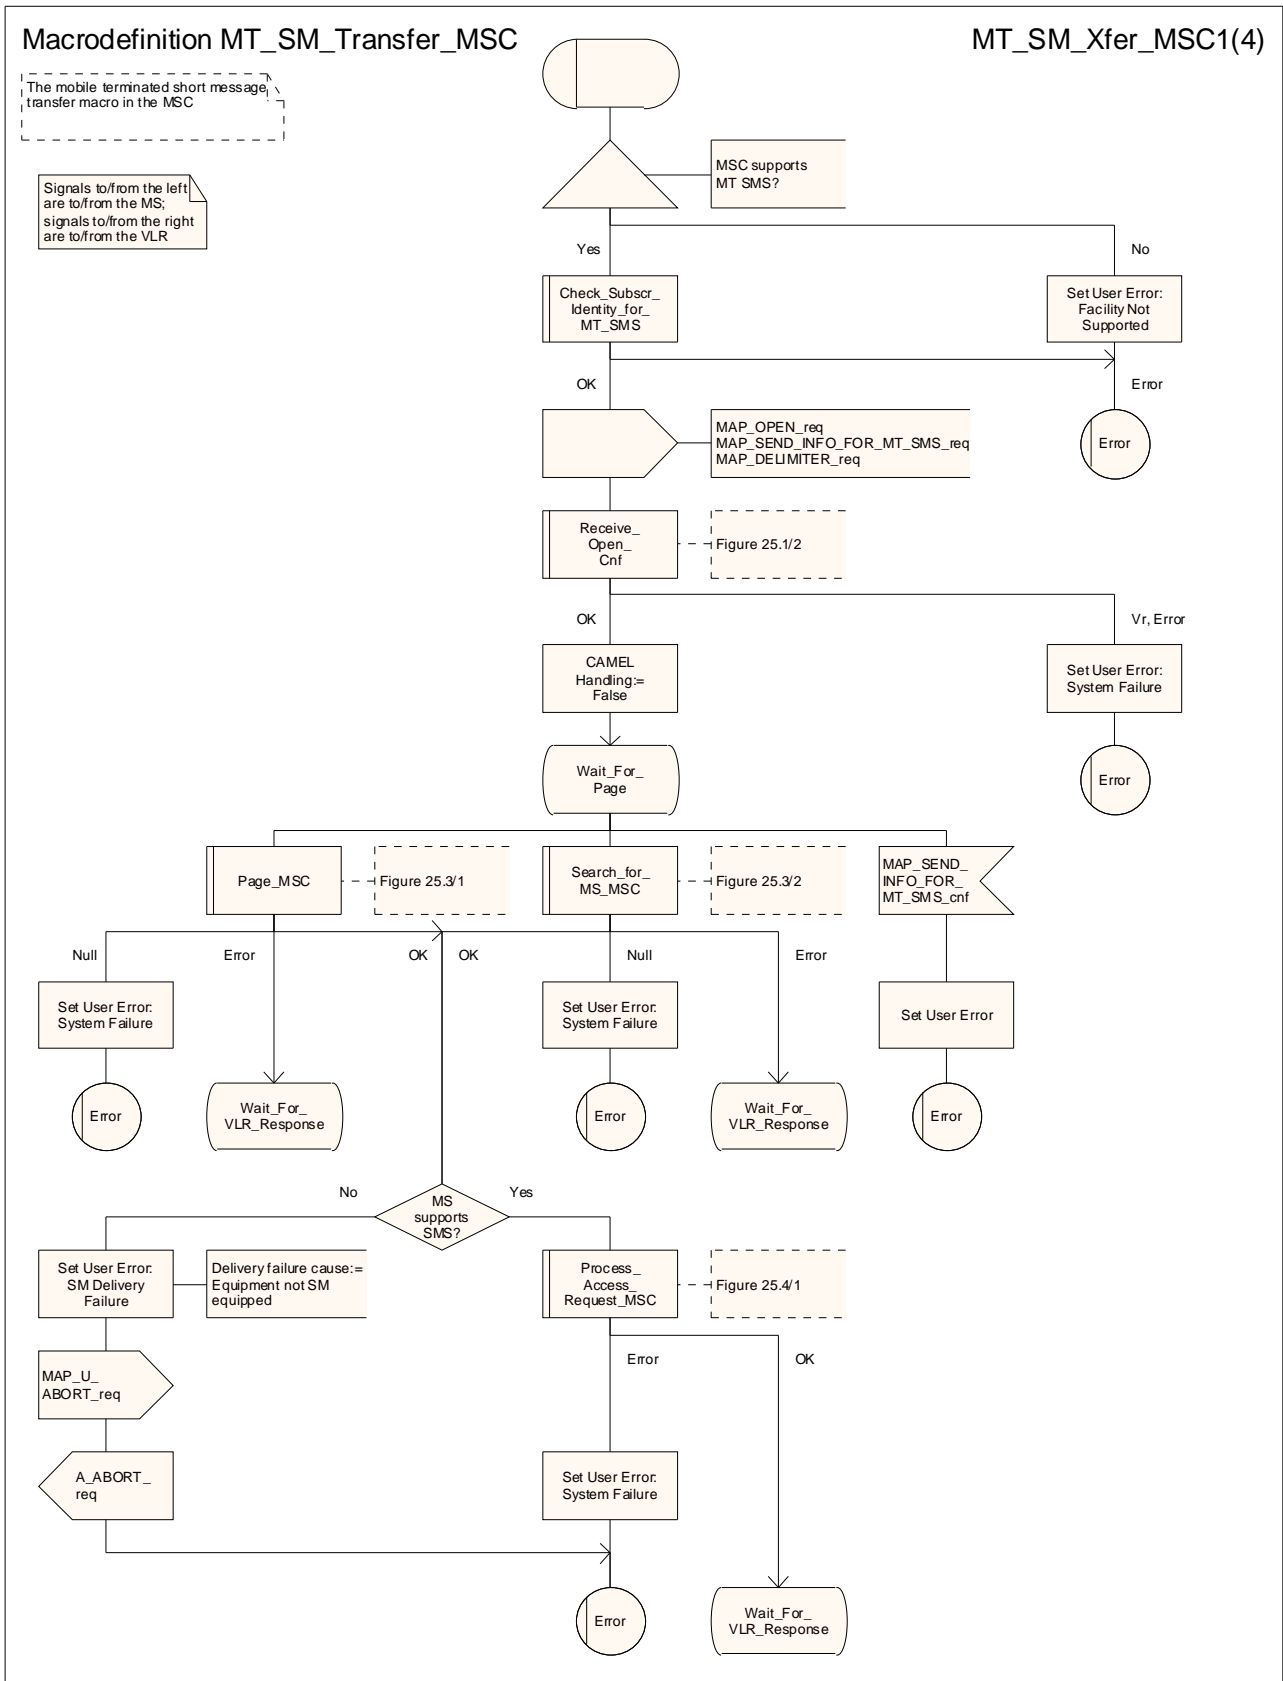 Macrodefinition MT_SM_Transfer_MSC
MT_SM_Xfer_MSC1(4)
The mobile terminated short message
transfer macro in the MSC
Signals to/from the left
are to/from the MS;
signals to/from the right
are to/from the VLR
MSC supports
MT SMS?
Yes
No
Check_Subscr_
Identity_for_
MT_SMS
Set User Error:
Facility Not
Supported
OK
Error
MAP_OPEN_req
MAP_SEND_INFO_FOR_MT_SMS_req
MAP_DELIMITER_req
Error
Receive_
Open_
Cnf
Figure 25.1/2
OK
Vr, Error
CAMEL
Handling:=
False
Set User Error:
System Failure
Wait_For_
Page
Error
Page_MSC
Figure 25.3/1
Search_for_
MS_MSC
Figure 25.3/2
MAP_SEND_
INFO_FOR_
MT_SMS_cnf
Null
Error
OK
OK
Null
Error
Set User Error:
System Failure
Set User Error:
System Failure
Set User Error
Error
Wait_For_
VLR_Response
Error
Wait_For_
VLR_Response
Error
No
MS
supports
SMS?
Yes
Set User Error:
SM Delivery
Failure
Delivery failure cause:=
Equipment not SM
equipped
Process_
Access_
Request_MSC
Figure 25.4/1
Error
OK
MAP_U_
ABORT_req
A_ABORT_
req
Set User Error:
System Failure
Error
Wait_For_
VLR_Response